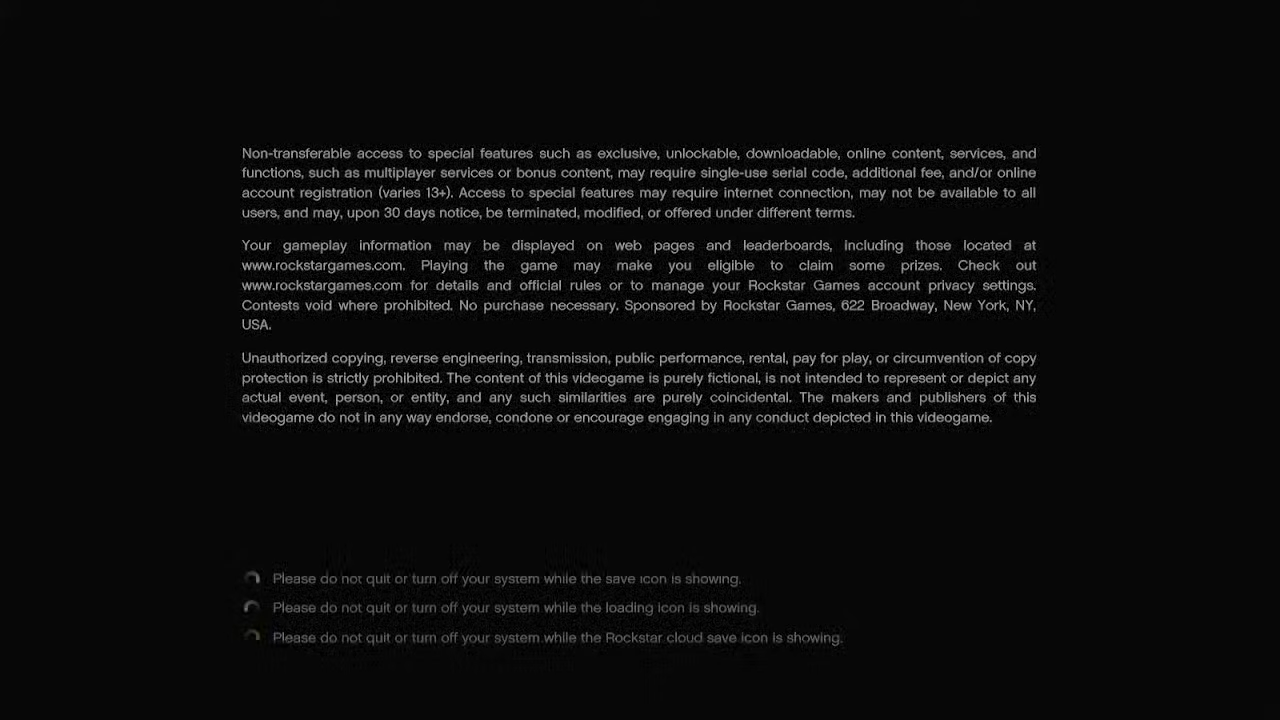 Non-transferable access to special features such as exclusive, unlockable, downloadable, online content, services, and
functions, such as multiplayer services or bonus content, may require single-use serial code, additional fee, and/or online
account registration (varies 13+). Access to special features may require internet connection, may not be available to all
users, and may, upon 30 days notice, be terminated, modified, or offered under different terms.
Your gameplay information may be displayed on web pages and leaderboards, including those located at
www.rockstargames.com. Playing the game may make you eligible to claim some prizes. Check out
www.rockstargames.com for details and official rules or to manage your Rockstar Games account privacy settings.
Contests void where prohibited. No purchase necessary. Sponsored by Rockstar Games, 622 Broadway, New York, NY,
USA.
Unauthorized copying, reverse engineering, transmission, public performance, rental, pay for play, or circumvention of copy
protection is strictly prohibited. The content of this videogame is purely fictional, is not intended to represent or depict any
actual event, person, or entity, and any such similarities are purely coincidental. The makers and publishers of this
videogame do not in any way endorse, condone or encourage engaging in any conduct depicted in this videogame.
Please do not quit or turn off your system while the save icon is showing.
Please do not quit or turn off your system while the loading icon is showing.
Please do not quit or turn off your system while the Rockstar cloud save icon is showing.